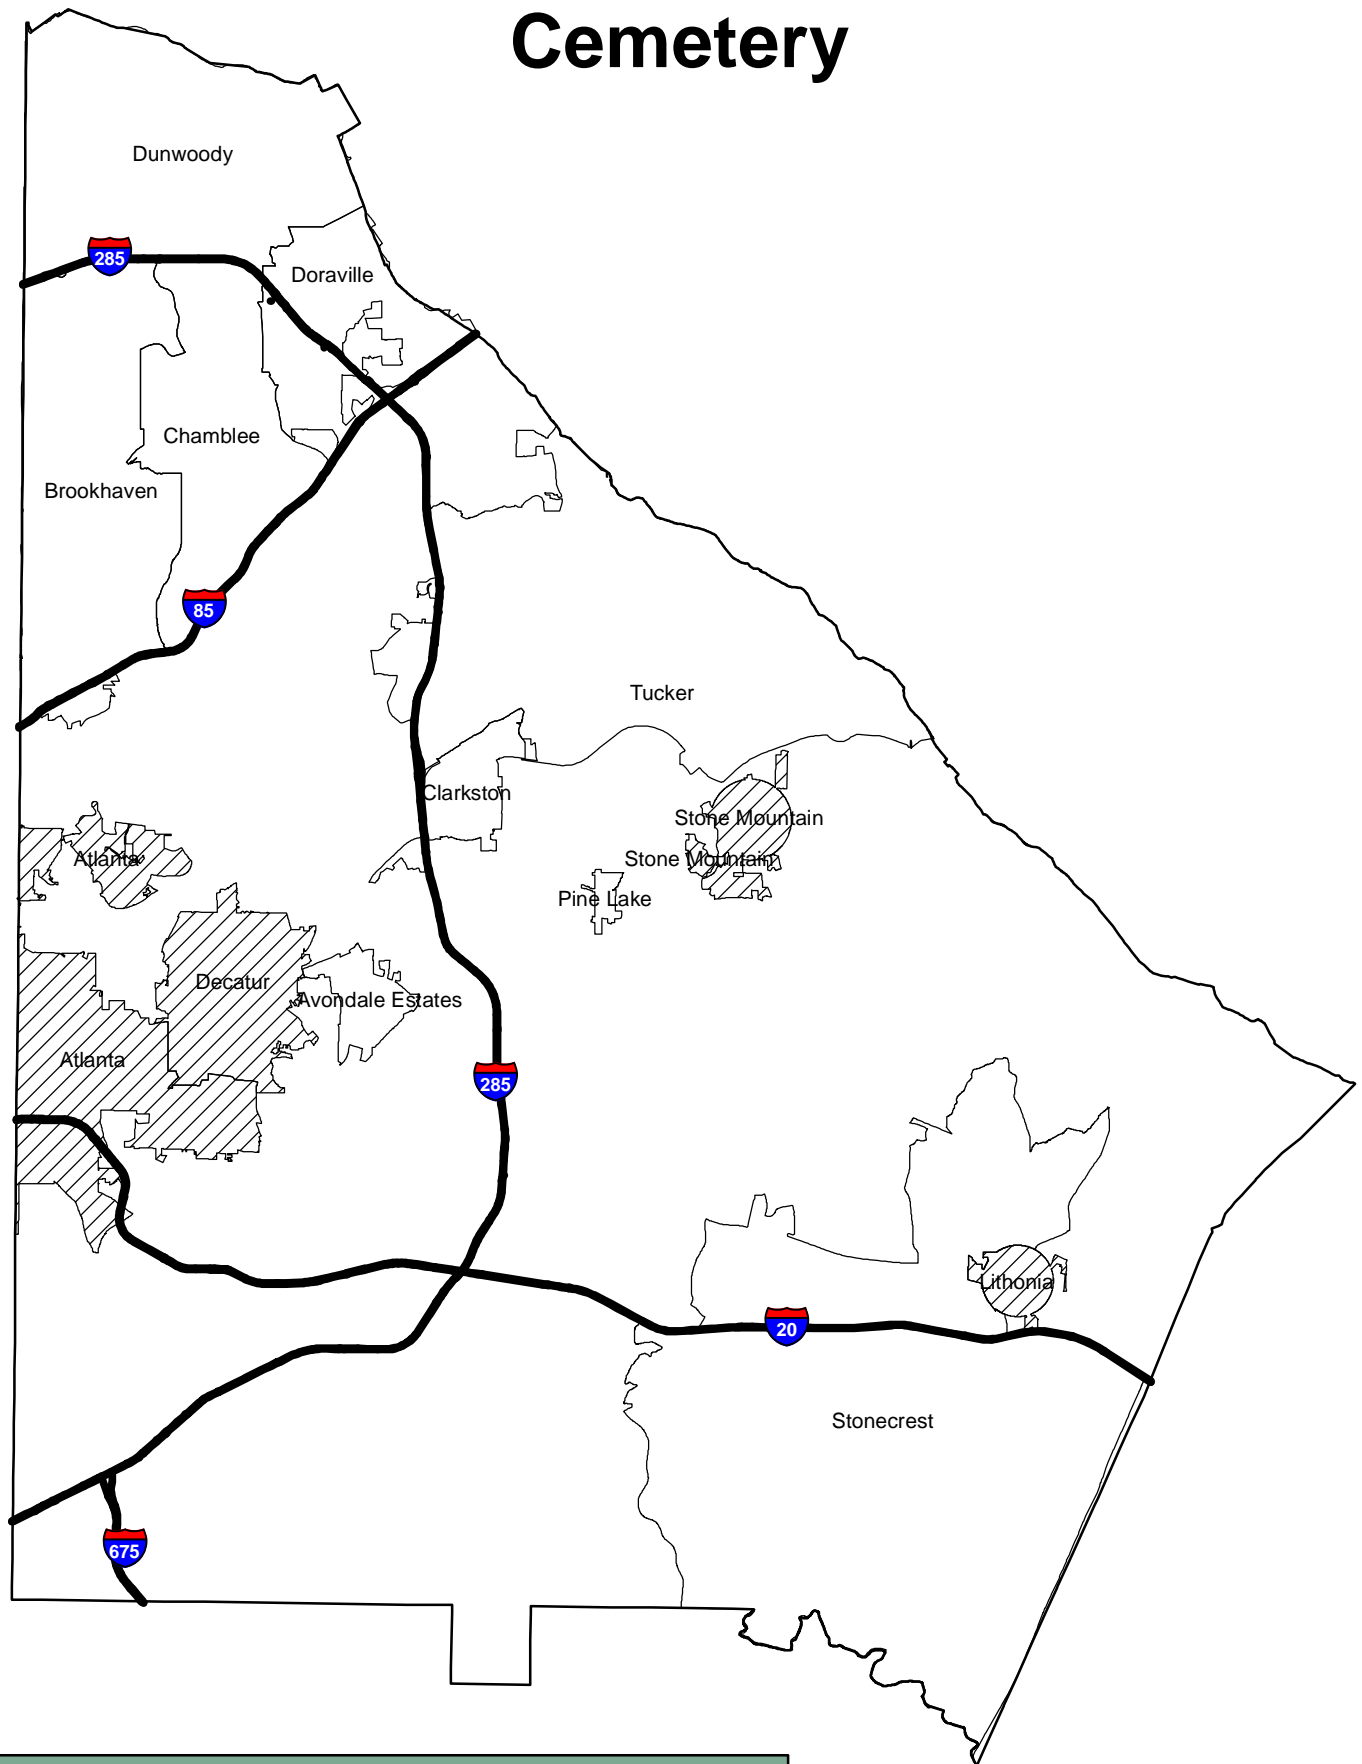 Cemetery
Dunwoody
285
Doraville
Chamblee
Brookhaven
85
Tucker
Clarkston
Stone Mountain
Atlanta
Stone Mountain
Pine Lake
Decatur
Avondale Estates
Atlanta
285
Lithonia
20
Stonecrest
675